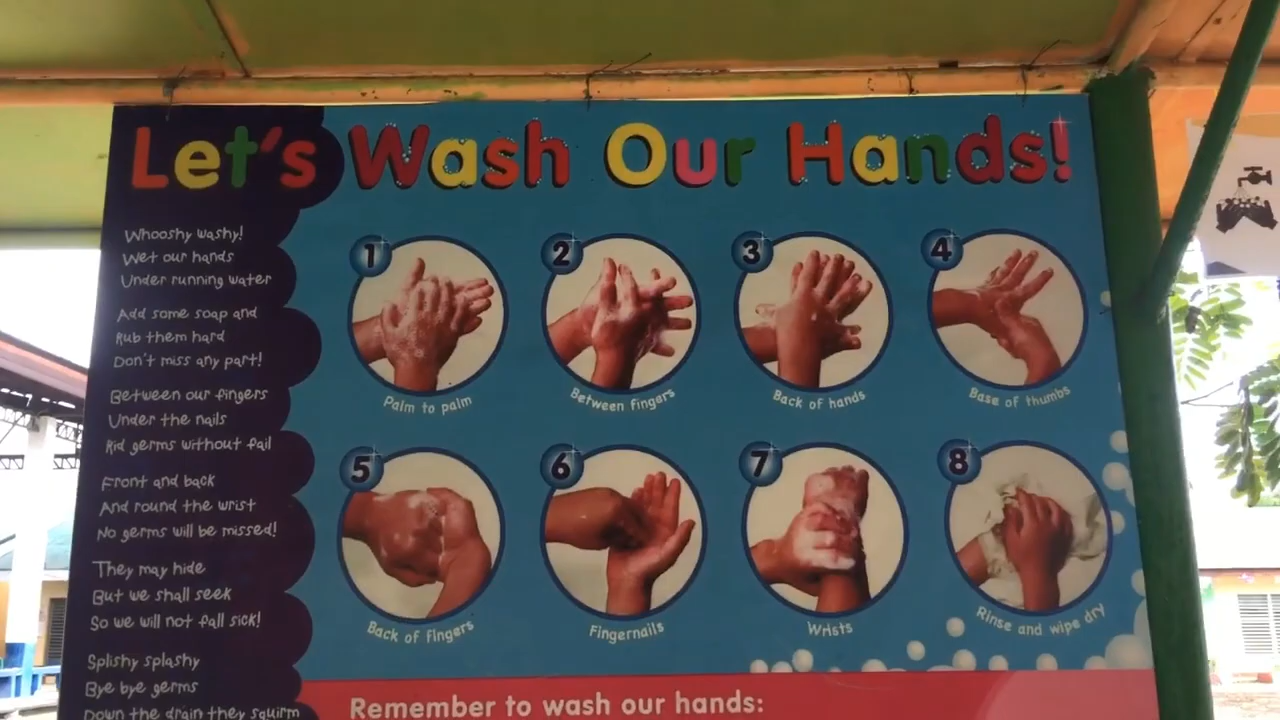 Let's Wash Our Hands!
Whooshy washy!
Wet our hands
Under running water
Add some soap and
Rub them hard
Don't miss any part!
Between our fingers
Under the nails
Rid germs without fail
Front and back
And round the wrist
No germs will be missed!
They may hide
But we shall seek
So we will not fall sick!
Splishy splashy
Bye bye germs
Down the drain they squirm
1
Palm to palm
2
Between fingers
3
Back of hands
4
Base of thumbs
5
Back of fingers
6
Fingernails
7
Wrists
8
Rinse and wipe dry
Remember to wash our hands: